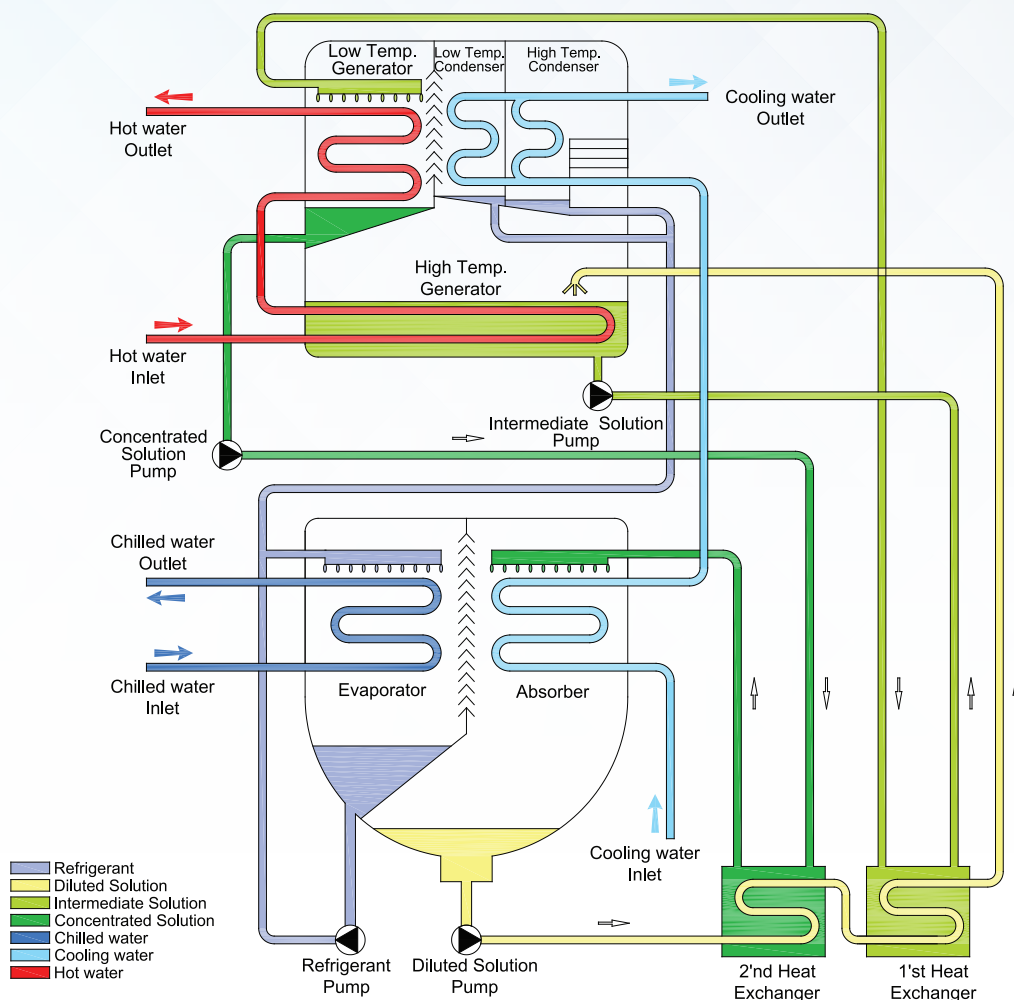 Low Temp.
Generator
Low Temp.
Condenser
High Temp.
Condenser
Hot water
Outlet
Cooling water
Outlet
High Temp.
Generator
Hot water
Inlet
Intermediate Solution
Pump
Concentrated
Solution
Pump
Chilled water
Outlet
Chilled water
Inlet
Evaporator
Absorber
Cooling water
Inlet
Refrigerant
Diluted Solution
Intermediate Solution
Concentrated Solution
Chilled water
Cooling water
Hot water
Refrigerant
Pump
Diluted Solution
Pump
2'nd Heat
Exchanger
1'st Heat
Exchanger